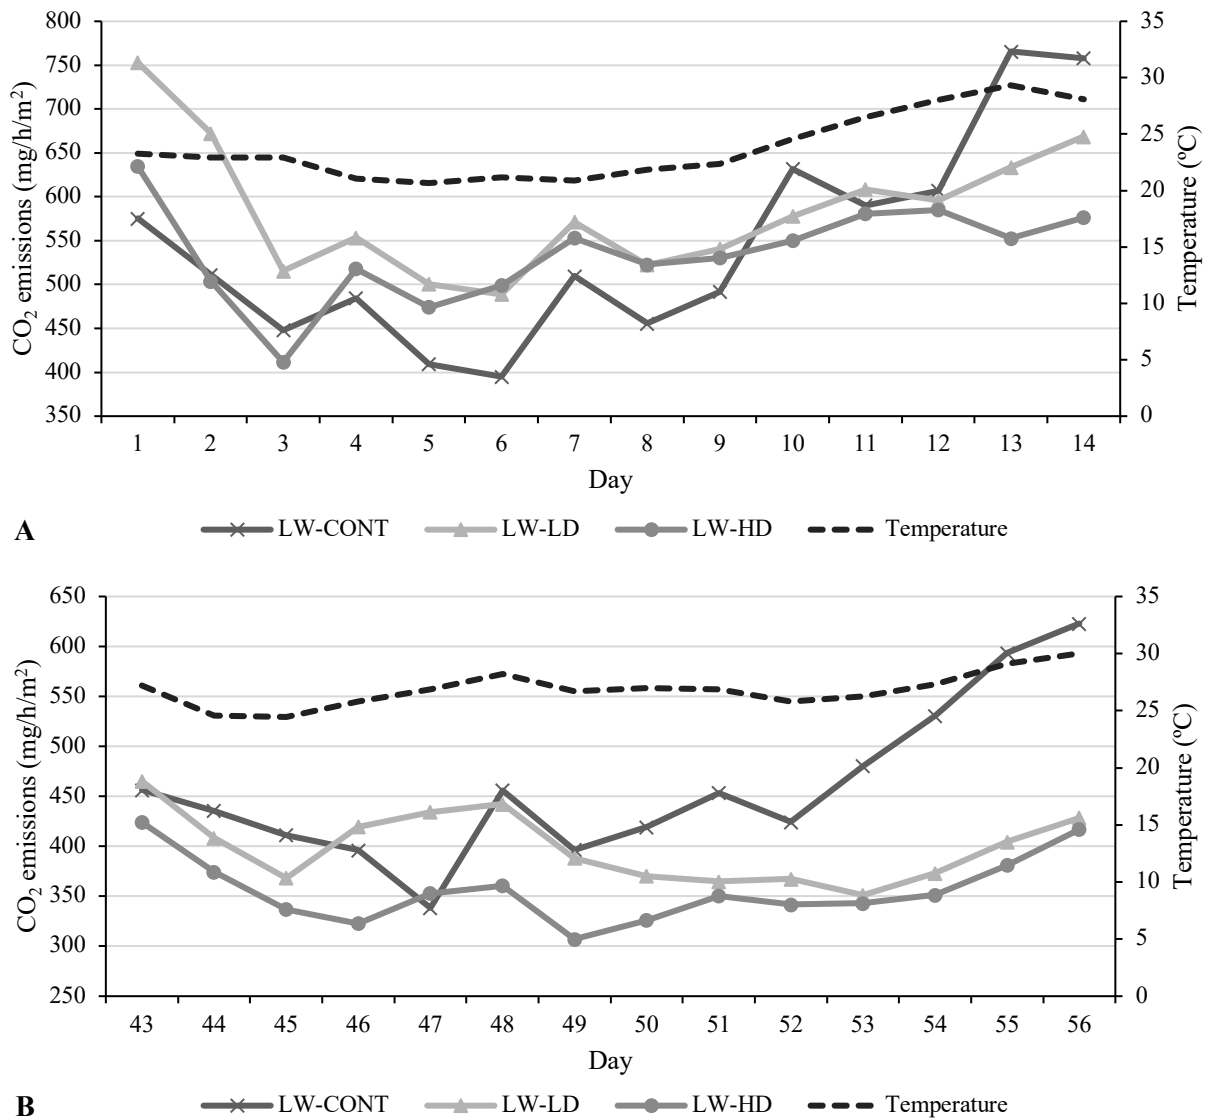 800
750
700
650
600
550
500
450
400
350
CO₂ emissions (mg/h/m²)
35
30
25
20
15
10
5
0
Temperature (ºC)
1 2 3 4 5 6 7 8 9 10 11 12 13 14
Day
A
LW-CONT LW-LD LW-HD Temperature
650
600
550
500
450
400
350
300
250
CO₂ emissions (mg/h/m²)
35
30
25
20
15
10
5
0
Temperature (ºC)
43 44 45 46 47 48 49 50 51 52 53 54 55 56
Day
B
LW-CONT LW-LD LW-HD Temperature